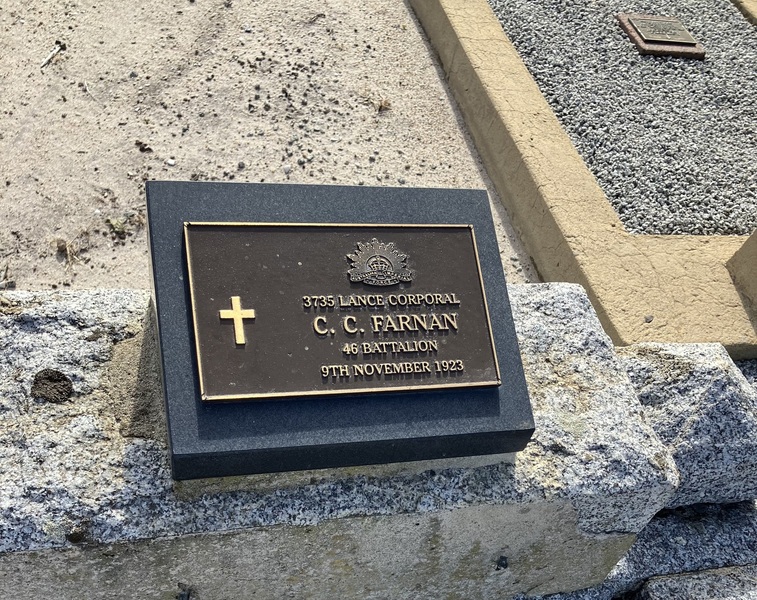 3735 LANCE CORPORAL
C. C. FARNAN
46 BATTALION
9TH NOVEMBER 1923